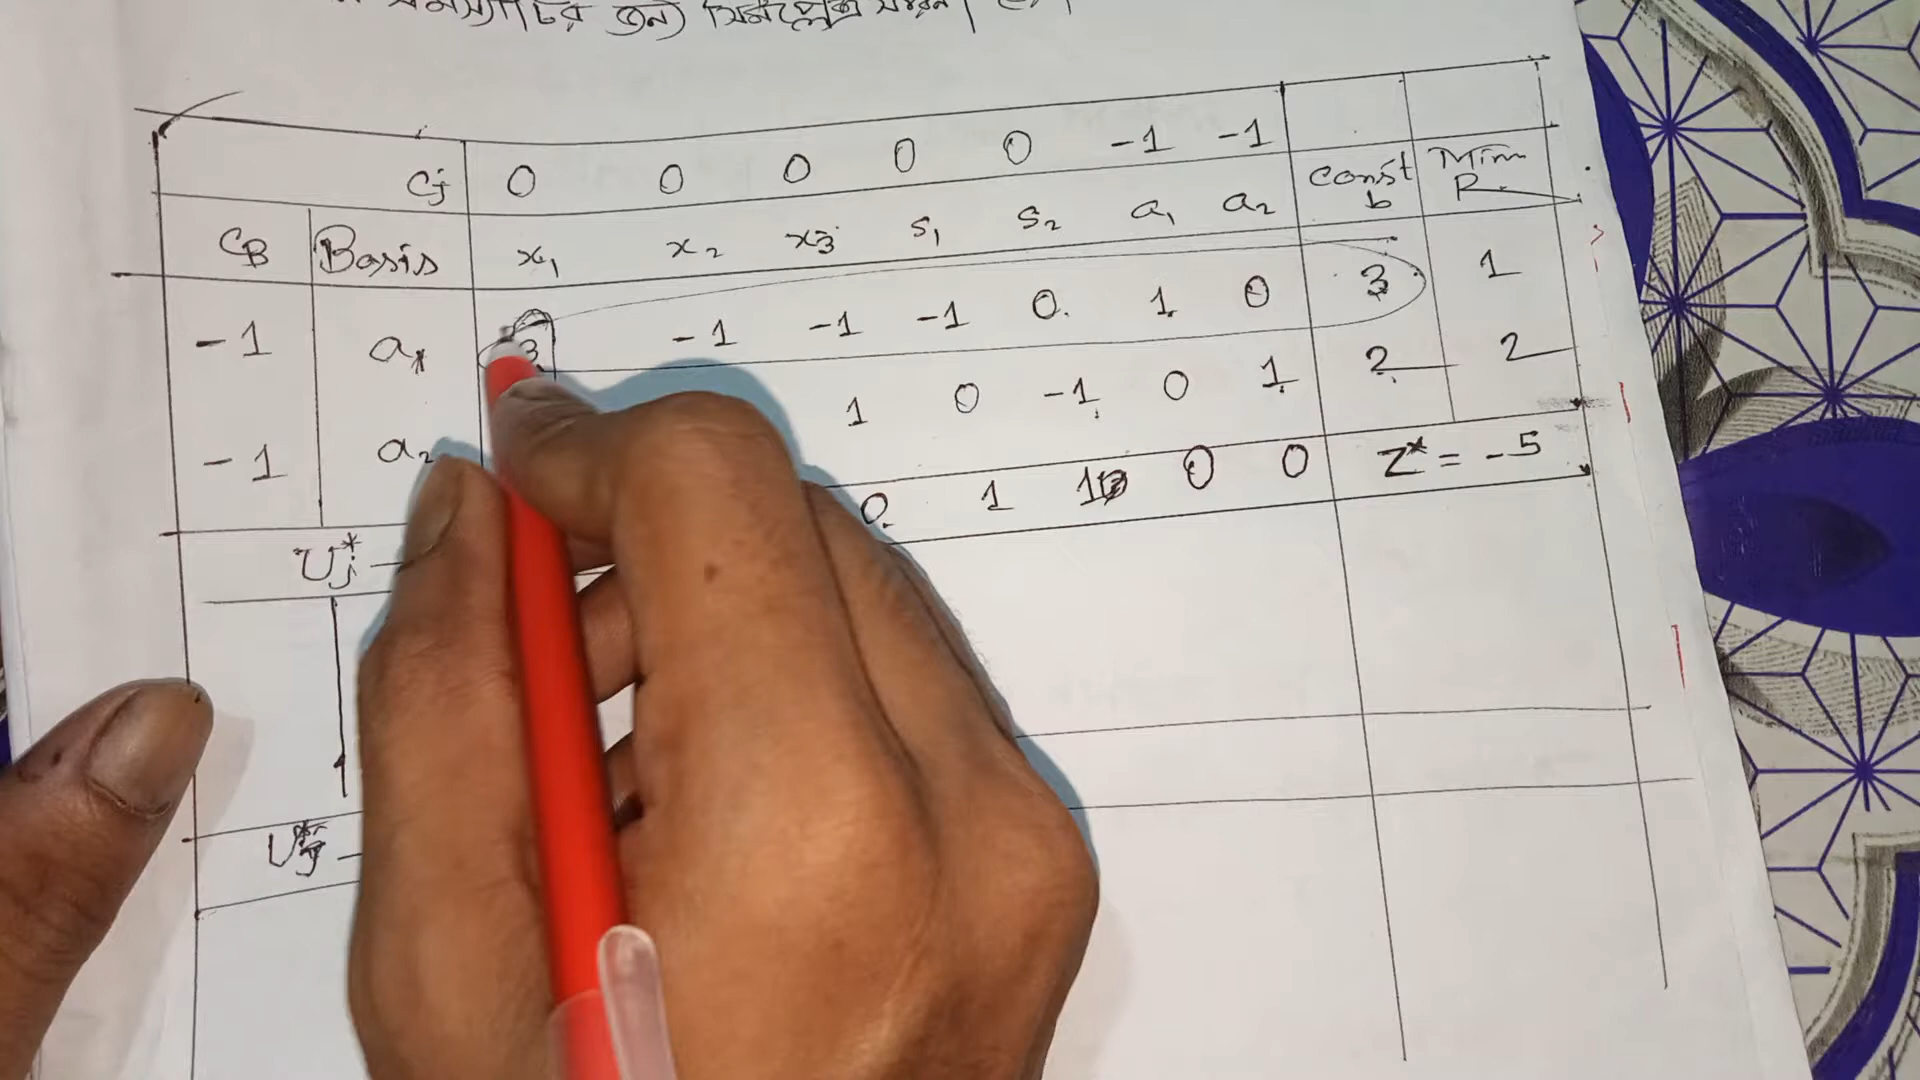 জন্য সিমপ্লেক্স
Cj 0 0 0 0 0 -1 -1
CB Basis x1 x2 x3 s1 s2 a1 a2 Const b Min R
-1 a1 3 -1 -1 -1 0 1 0 3 1
-1 a2 1 0 -1 0 1 2 2
Uj* 0 1 1 0 0 Z* = -5
Uj*